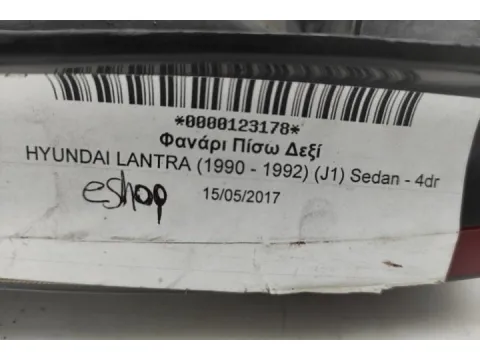 *0000123178*
Φανάρι Πίσω Δεξί
HYUNDAI LANTRA (1990 - 1992) (J1) Sedan - 4dr
eshop 15/05/2017